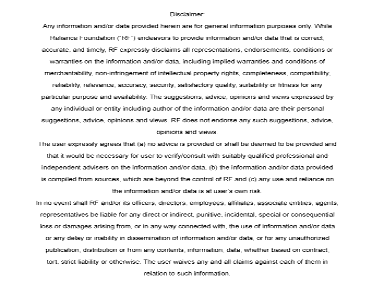 Disclaimer:
Any information and/or data provided herein are for general information purposes only. While
Reliance Foundation ("RF") endeavors to provide information and/or data that is correct,
accurate, and timely, RF expressly disclaims all representations, endorsements, conditions or
warranties on the information and/or data, including implied warranties and conditions of
merchantability, non-infringement of intellectual property rights, completeness, compatibility,
reliability, relevance, accuracy, security, satisfactory quality, suitability or fitness for any
particular purpose and availability. The suggestions, advice, opinions and views expressed by
any individual or entity including author of the information and/or data are their personal
suggestions, advice, opinions and views. RF does not endorse any such suggestions, advice,
opinions and views
The user expressly agrees that (a) no advice is provided or shall be deemed to be provided and
that it would be necessary for user to verify/consult with suitably qualified professional and
independent advisers on the information and/or data, (b) the information and/or data provided
is compiled from sources, which are beyond the control of RF and (c) any use and reliance on
the information and/or data is at user's own risk
In no event shall RF and/or its officers, directors, employees, affiliates, associate entities, agents,
representatives be liable for any direct or indirect, punitive, incidental, special or consequential
loss or damages arising from, or in any way connected with, the use of information and/or data
or any delay or inability in dissemination of information and/or data, or for any unauthorized
publication, distribution or from any contents, information, data, whether based on contract,
tort, strict liability or otherwise. The user waives any and all claims against each of them in
relation to such information.